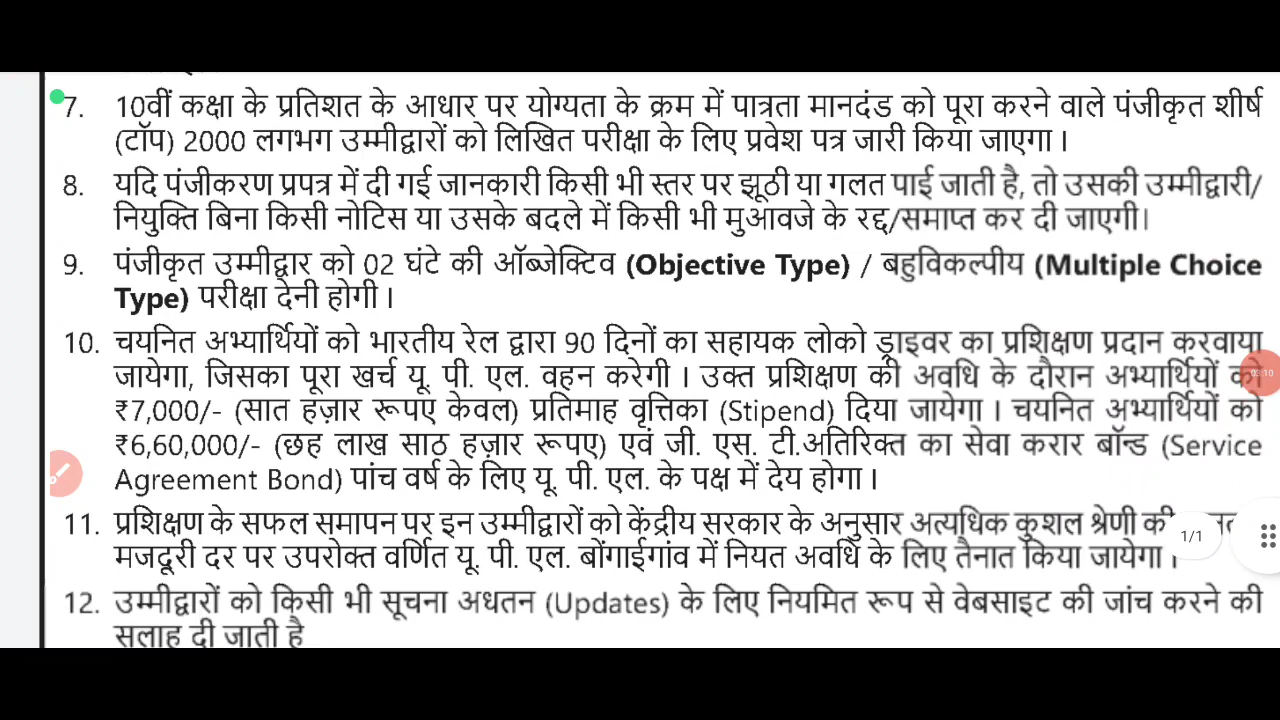 7. 10वीं कक्षा के प्रतिशत के आधार पर योग्यता के क्रम में पात्रता मानदंड को पूरा करने वाले पंजीकृत शीर्ष
(टॉप) 2000 लगभग उम्मीद्वारों को लिखित परीक्षा के लिए प्रवेश पत्र जारी किया जाएगा ।
8. यदि पंजीकरण प्रपत्र में दी गई जानकारी किसी भी स्तर पर झूठी या गलत पाई जाती है, तो उसकी उम्मीद्वारी/
नियुक्ति बिना किसी नोटिस या उसके बदले में किसी भी मुआवजे के रद्द/समाप्त कर दी जाएगी।
9. पंजीकृत उम्मीद्वार को 02 घंटे की ऑब्जेक्टिव (Objective Type) / बहुविकल्पीय (Multiple Choice
Type) परीक्षा देनी होगी ।
10. चयनित अभ्यार्थियों को भारतीय रेल द्वारा 90 दिनों का सहायक लोको ड्राइवर का प्रशिक्षण प्रदान करवाया
जायेगा, जिसका पूरा खर्च यू. पी. एल. वहन करेगी । उक्त प्रशिक्षण की अवधि के दौरान अभ्यार्थियों को
₹7,000/- (सात हज़ार रूपए केवल) प्रतिमाह वृत्तिका (Stipend) दिया जायेगा । चयनित अभ्यार्थियों को
₹6,60,000/- (छह लाख साठ हज़ार रूपए) एवं जी. एस. टी.अतिरिक्त का सेवा करार बॉन्ड (Service
Agreement Bond) पांच वर्ष के लिए यू. पी. एल. के पक्ष में देय होगा ।
11. प्रशिक्षण के सफल समापन पर इन उम्मीद्वारों को केंद्रीय सरकार के अनुसार अत्यधिक कुशल श्रेणी की
मजदूरी दर पर उपरोक्त वर्णित यू. पी. एल. बोंगाईगांव में नियत अवधि के लिए तैनात किया जायेगा ।
12. उम्मीद्वारों को किसी भी सूचना अधतन (Updates) के लिए नियमित रूप से वेबसाइट की जांच करने की
सलाह दी जाती है
03:10
1/1